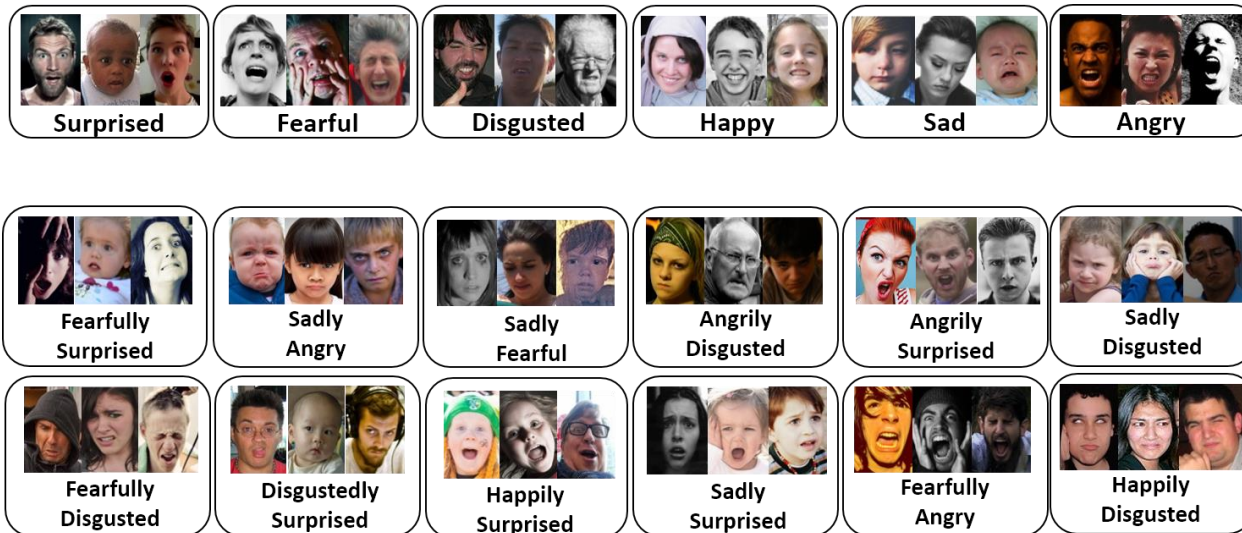 Surprised
Fearful
Disgusted
Happy
Sad
Angry
Fearfully
Surprised
Sadly
Angry
Sadly
Fearful
Angrily
Disgusted
Angrily
Surprised
Sadly
Disgusted
Fearfully
Disgusted
Disgustedly
Surprised
Happily
Surprised
Sadly
Surprised
Fearfully
Angry
Happily
Disgusted